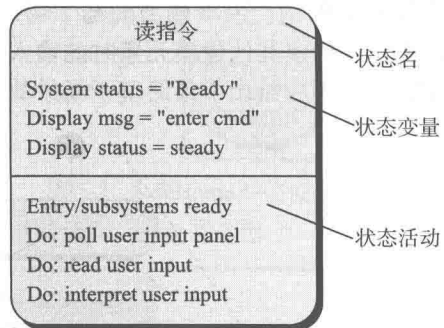 读指令
状态名
System status = "Ready"
Display msg = "enter cmd"
状态变量
Display status = steady
Entry/subsystems ready
状态活动
Do: poll user input panel
Do: read user input
Do: interpret user input